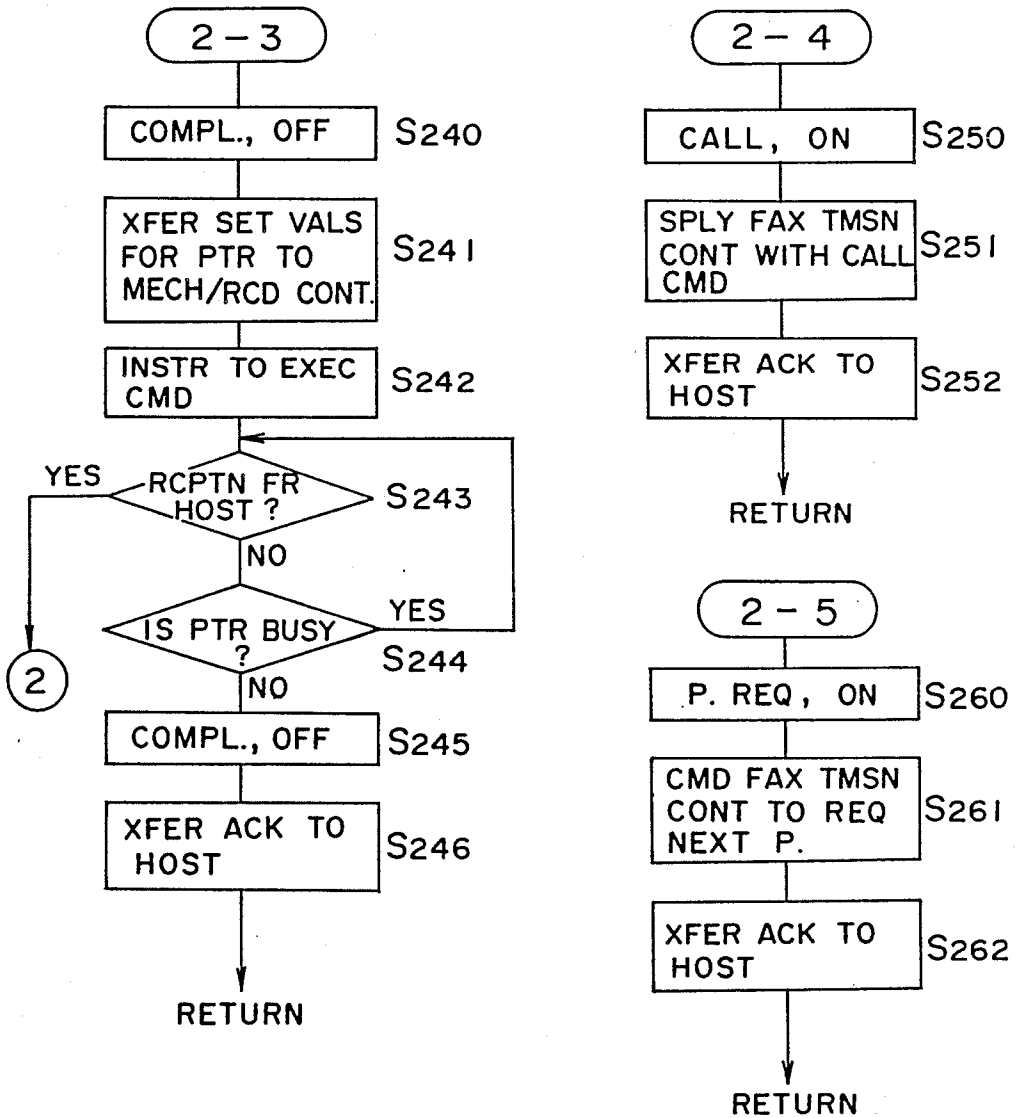 2-3
COMPL., OFF
S240
XFER SET VALS
FOR PTR TO
MECH/RCD CONT.
S241
INSTR TO EXEC
CMD
S242
YES
RCPTN FR
HOST ?
S243
NO
IS PTR BUSY
?
YES
S244
2
NO
COMPL., OFF
S245
XFER ACK TO
HOST
S246
RETURN
2-4
CALL, ON
S250
SPLY FAX TMSN
CONT WITH CALL
CMD
S251
XFER ACK TO
HOST
S252
RETURN
2-5
P. REQ, ON
S260
CMD FAX TMSN
CONT TO REQ
NEXT P.
S261
XFER ACK TO
HOST
S262
RETURN